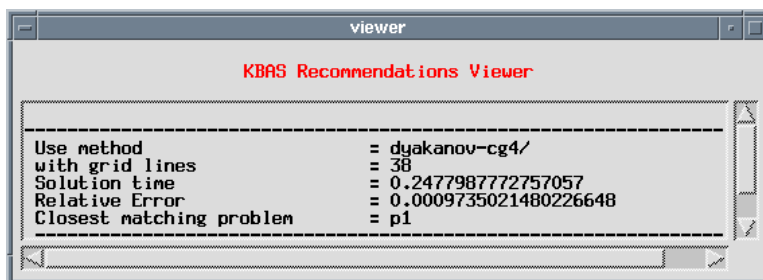 viewer
KBAS Recommendations Viewer
Use method = dyakanov-cg4/
with grid lines = 38
Solution time = 0.2477987772757057
Relative Error = 0.0009735021480226648
Closest matching problem = p1